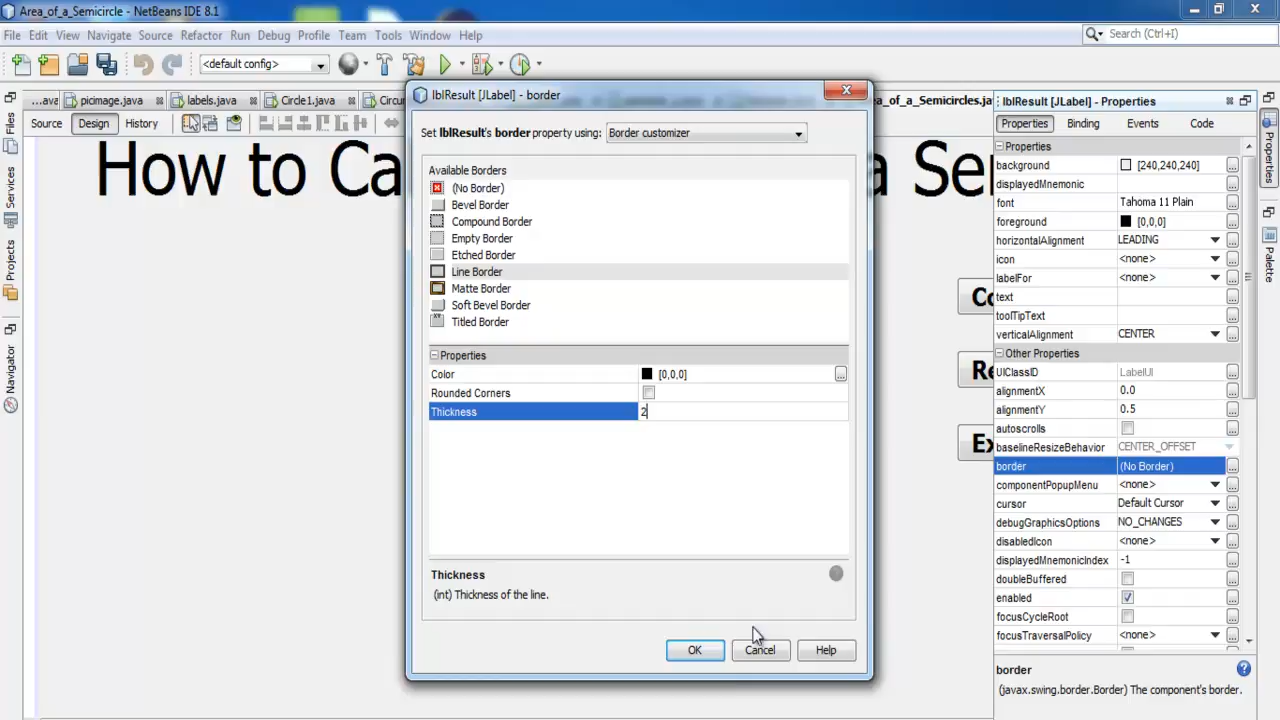 Area_of_a_Semicircle - NetBeans IDE 8.1
File Edit View Navigate Source Refactor Run Debug Profile Team Tools Window Help
Search (Ctrl+I)
<default config>
...ava picimage.java labels.java Circle1.java Circu
ea_of_a_Semicircles.ja
Source Design History
How to Ca
a Se
Files
Services
Projects
Navigator
Co
Re
Ex
lblResult [JLabel] - border
Set lblResult's border property using: Border customizer
Available Borders
(No Border)
Bevel Border
Compound Border
Empty Border
Etched Border
Line Border
Matte Border
Soft Bevel Border
Titled Border
Properties
Color [0,0,0] ...
Rounded Corners
Thickness 2
Thickness
(int) Thickness of the line.
OK Cancel Help
lblResult [JLabel] - Properties
Properties Binding Events Code
Properties
background [240,240,240] ...
displayedMnemonic ...
font Tahoma 11 Plain ...
foreground [0,0,0] ...
horizontalAlignment LEADING ...
icon <none> ...
labelFor <none> ...
text ...
toolTipText ...
verticalAlignment CENTER ...
Other Properties
UIClassID LabelUI ...
alignmentX 0.0 ...
alignmentY 0.5 ...
autoscrolls ...
baselineResizeBehavior CENTER_OFFSET ...
border (No Border) ...
componentPopupMenu <none> ...
cursor Default Cursor ...
debugGraphicsOptions NO_CHANGES ...
disabledIcon <none> ...
displayedMnemonicIndex -1 ...
doubleBuffered ...
enabled ...
focusCycleRoot ...
focusTraversalPolicy <none> ...
border
(javax.swing.border.Border) The component's border.
Properties
Palette